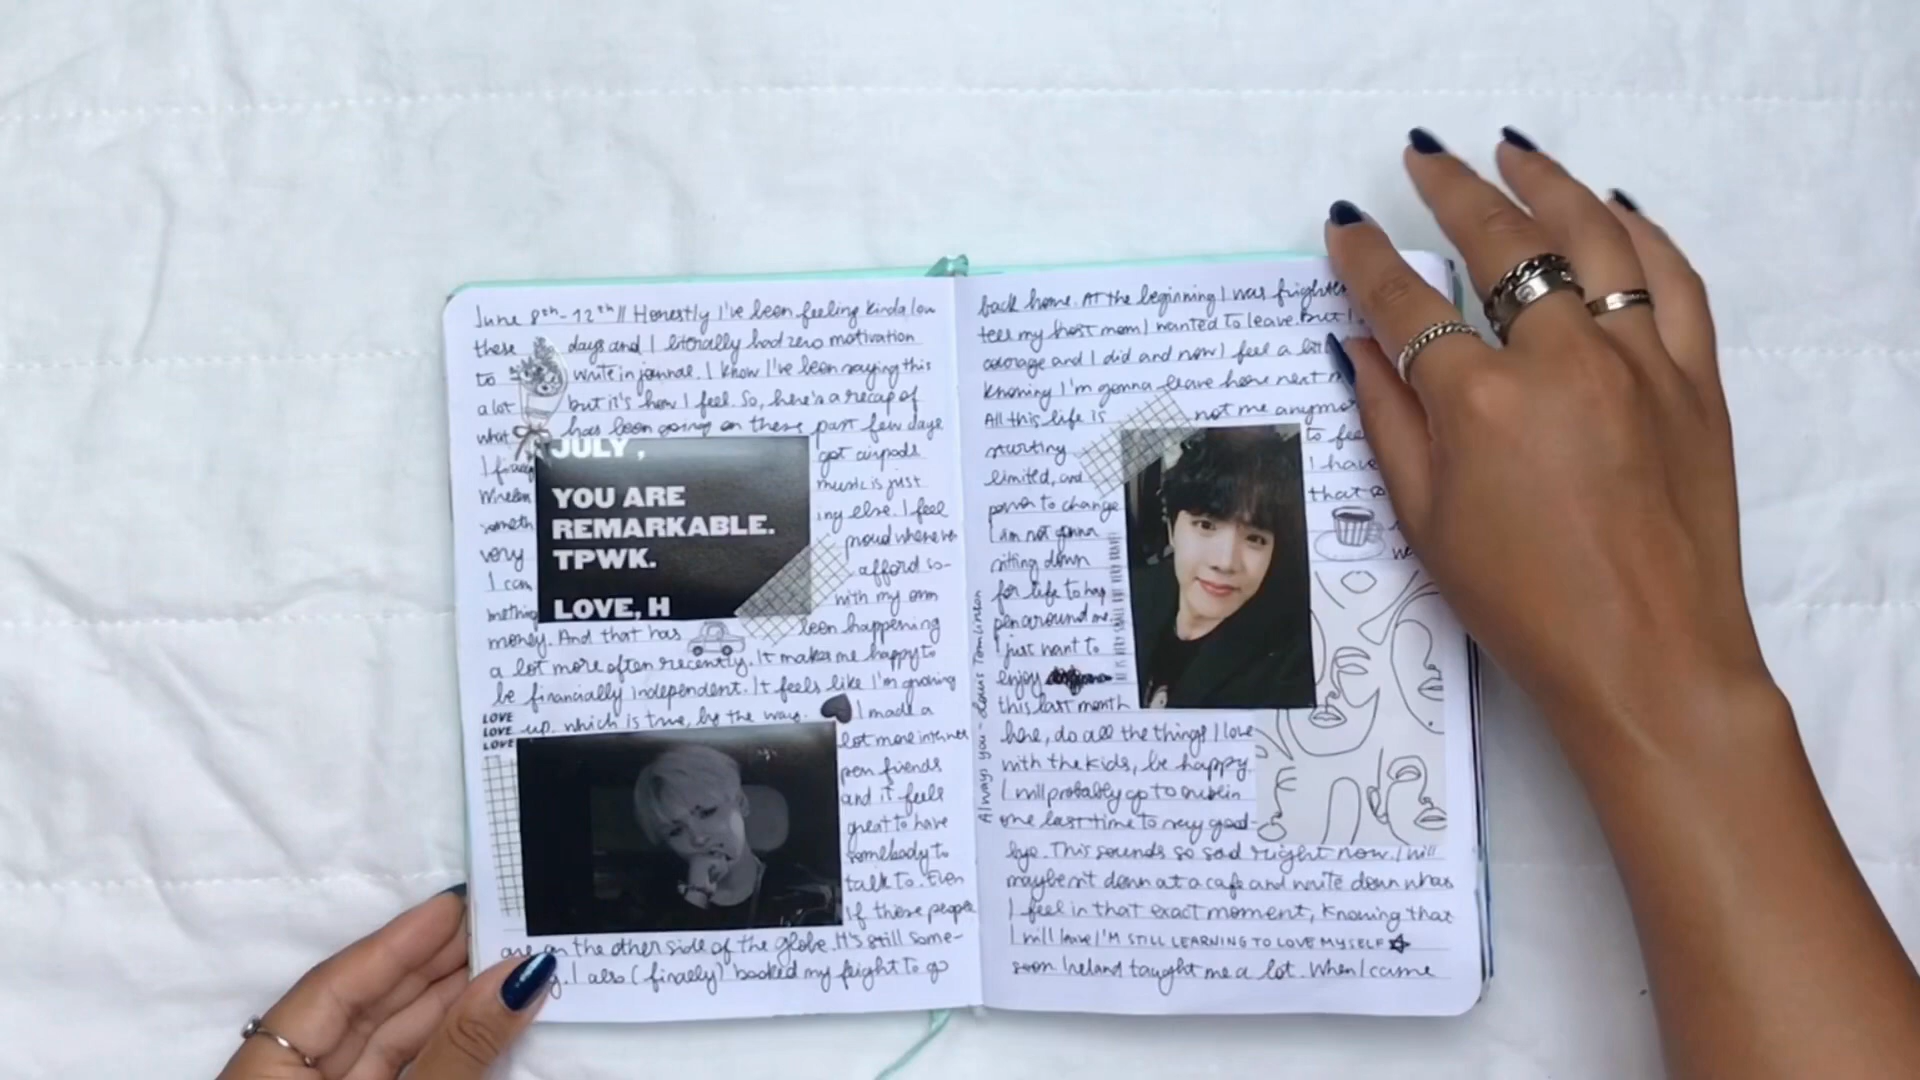 June 8th-12th // Honestly I've been feeling kinda low
these days and I literally had zero motivation
to write in journal. I know I've been saying this
a lot but it's how I feel. So, here's a recap of
what has been going on these past few days
I got airpods
music is just
ing else. I feel
very proud whenever
I can afford so-
mething with my own
JULY,
YOU ARE
REMARKABLE.
TPWK.
LOVE, H
money. And that has been happening
a lot more often recently. It makes me happy to
be financially independent. It feels like I'm growing
up, which is true, by the way. I made a
LOVE
LOVE
LOVE
lot more internet
pen friends
and it feels
great to have
somebody to
talk to. Even
if those people
are on the other side of the globe. It's still some-
I also (finally) booked my flight to go
back home. At the beginning I was
tell my host mom I wanted to leave. But I
courage and I did and now I feel a
knowing I'm gonna leave here next
All this life is not me anymo
starting to fee
limited, and I have
power to change that
I'm not gonna
sitting down
for life to hap
pen around me.
I just want to
enjoy
this last month
Always you - Louis Tomlinson
here, do all the things I love
with the kids, be happy.
I will probably go to Dublin
one last time to say good-
bye. This sounds so sad right now. I will
maybe sit down at a cafe and write down what
I feel in that exact moment, knowing that
I will leave I'M STILL LEARNING TO LOVE MYSELF
soon Ireland taught me a lot. When I came